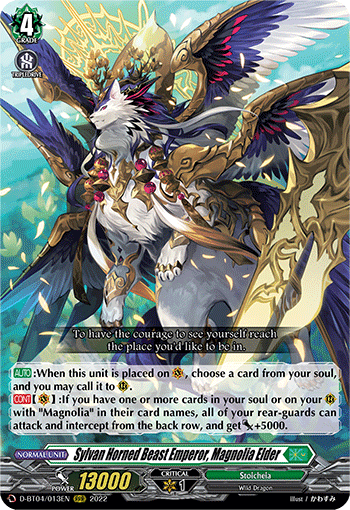 4
GRADE
TRIPLEDRIVE
To have the courage to see yourself reach
the place you'd like to be in.
AUTO:When this unit is placed on, choose a card from your soul,
and you may call it to.
CONT:If you have one or more cards in your soul or on your
with "Magnolia" in their card names, all of your rear-guards can
attack and intercept from the back row, and get+5000.
NORMAL UNIT
Sylvan Horned Beast Emperor, Magnolia Elder
POWER 13000
CRITICAL
1
Stoicheia
Wild Dragon
D-BT04/013EN RRR 2022
illust / かわすみ